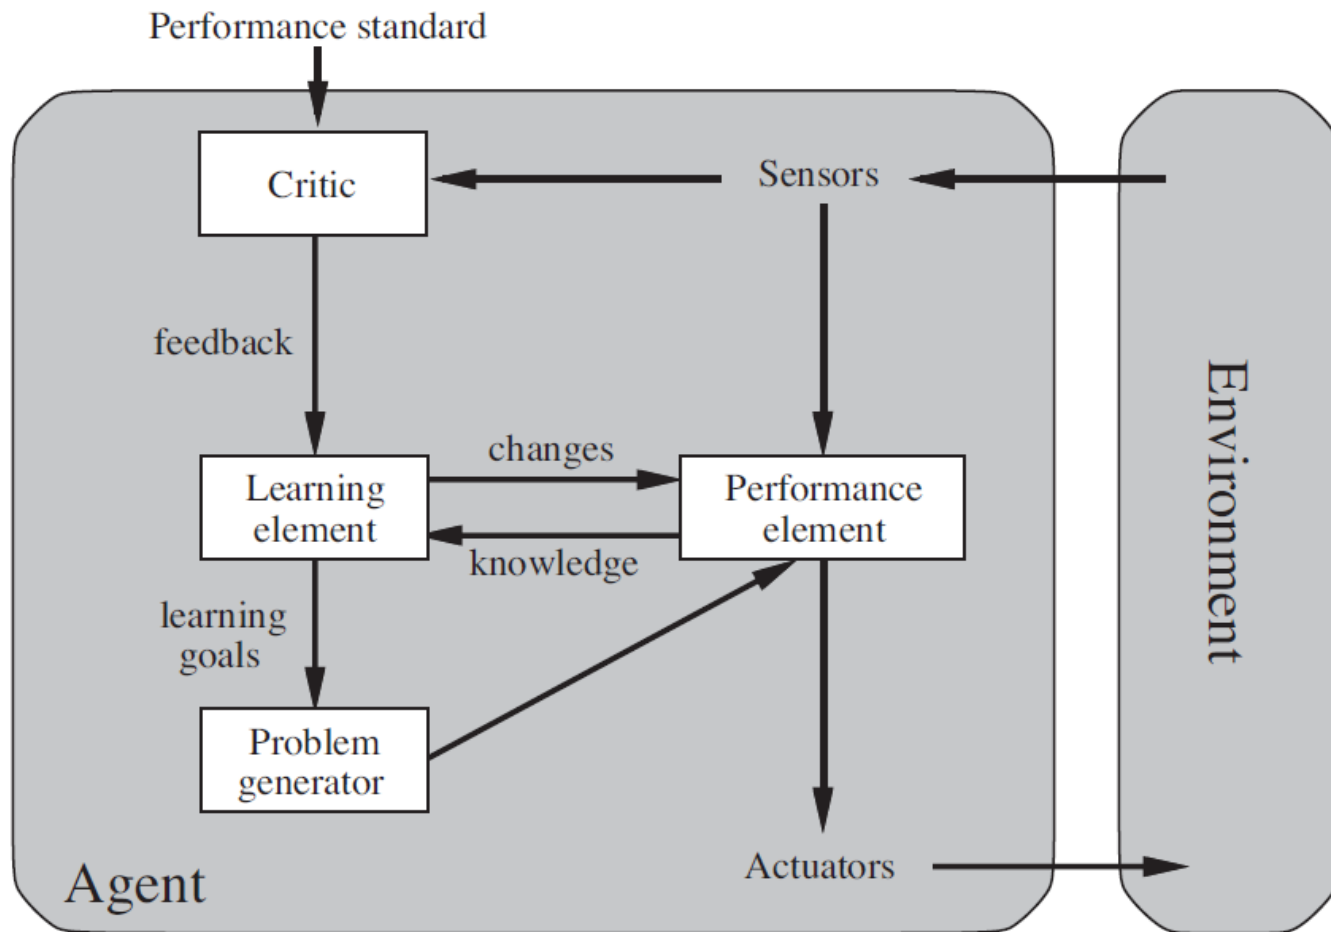 Performance standard
Critic
Sensors
feedback
changes
Learning
element
Performance
element
knowledge
learning
goals
Problem
generator
Agent
Actuators
Environment